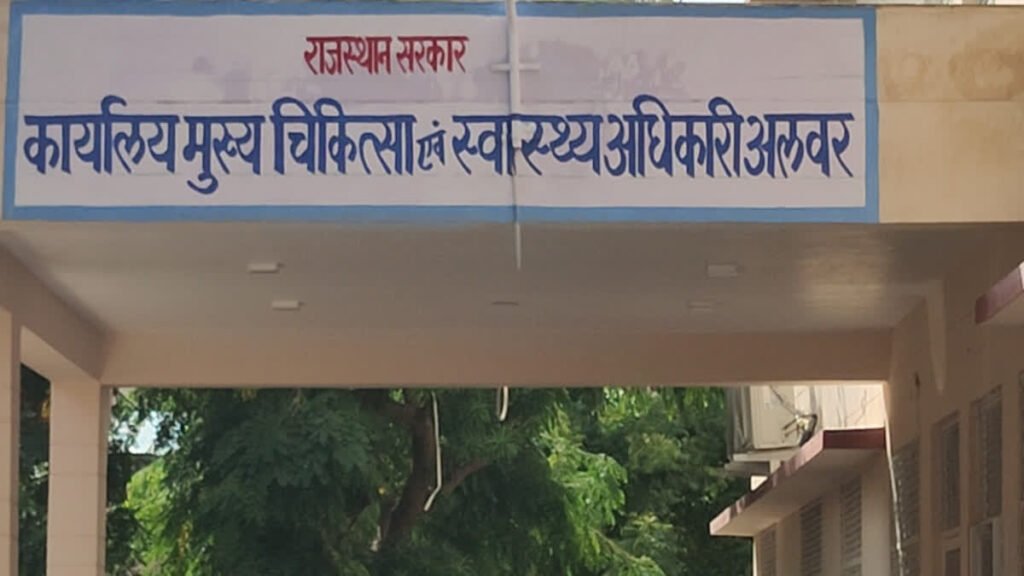 राजस्थान सरकार
कार्यालय मुख्य चिकित्सा एवं स्वास्थ्य अधिकारी अलवर